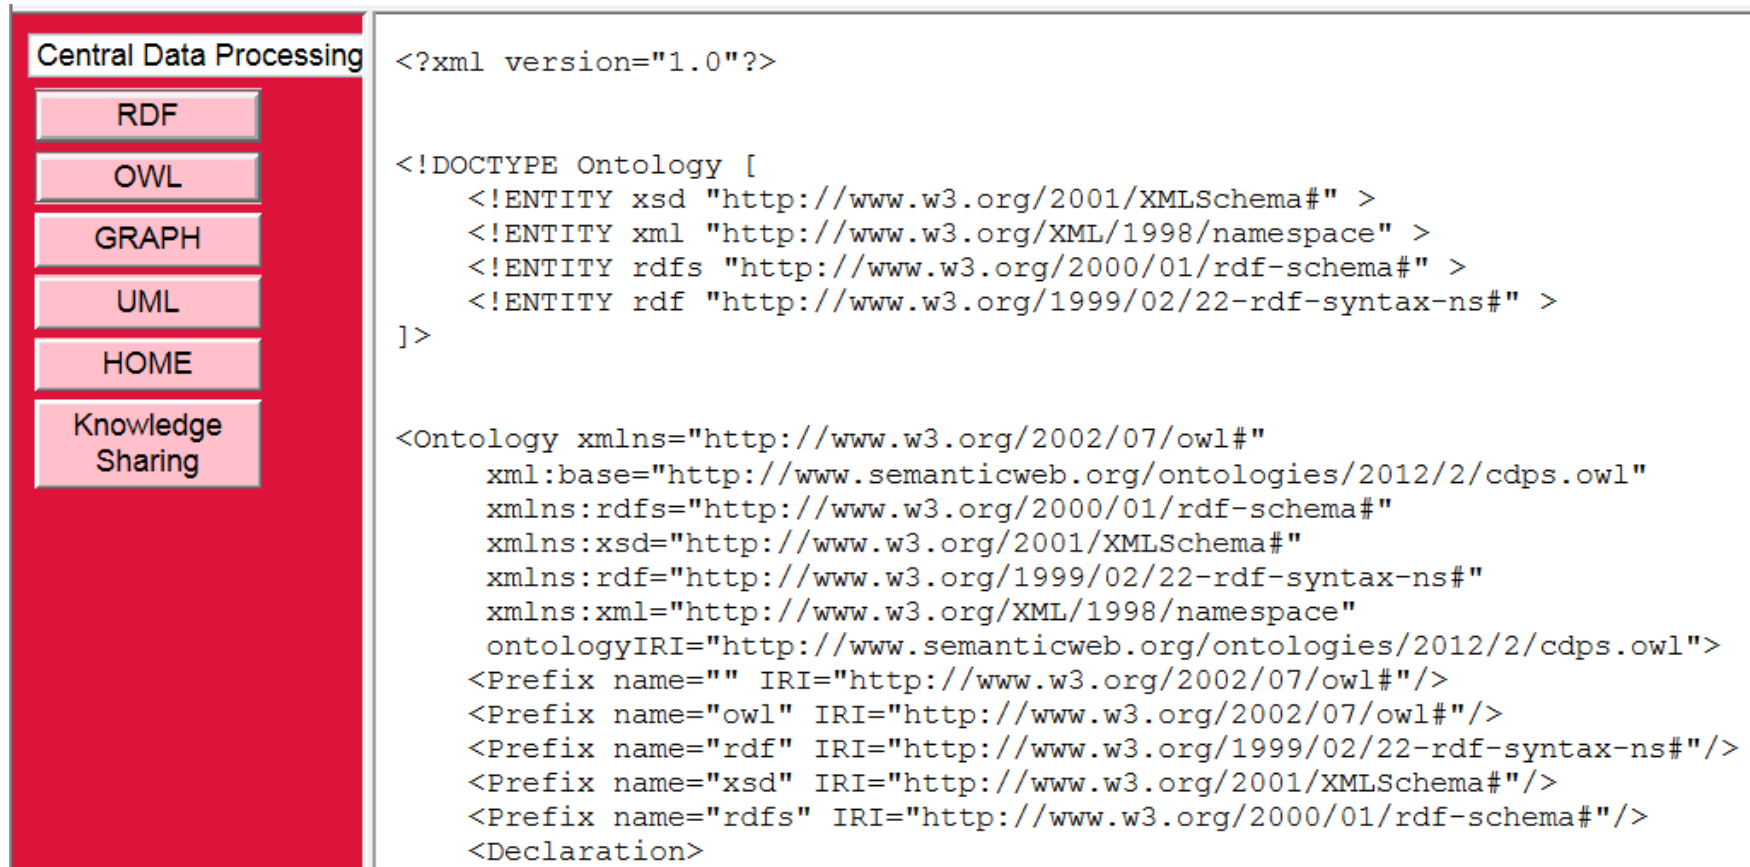 Central Data Processing
RDF
OWL
GRAPH
UML
HOME
Knowledge
Sharing
<?xml version="1.0"?>
<!DOCTYPE Ontology [
<!ENTITY xsd "http://www.w3.org/2001/XMLSchema#" >
<!ENTITY xml "http://www.w3.org/XML/1998/namespace" >
<!ENTITY rdfs "http://www.w3.org/2000/01/rdf-schema#" >
<!ENTITY rdf "http://www.w3.org/1999/02/22-rdf-syntax-ns#" >
]>
<Ontology xmlns="http://www.w3.org/2002/07/owl#"
xml:base="http://www.semanticweb.org/ontologies/2012/2/cdps.owl"
xmlns:rdfs="http://www.w3.org/2000/01/rdf-schema#"
xmlns:xsd="http://www.w3.org/2001/XMLSchema#"
xmlns:rdf="http://www.w3.org/1999/02/22-rdf-syntax-ns#"
xmlns:xml="http://www.w3.org/XML/1998/namespace"
ontologyIRI="http://www.semanticweb.org/ontologies/2012/2/cdps.owl">
<Prefix name="" IRI="http://www.w3.org/2002/07/owl#"/>
<Prefix name="owl" IRI="http://www.w3.org/2002/07/owl#"/>
<Prefix name="rdf" IRI="http://www.w3.org/1999/02/22-rdf-syntax-ns#"/>
<Prefix name="xsd" IRI="http://www.w3.org/2001/XMLSchema#"/>
<Prefix name="rdfs" IRI="http://www.w3.org/2000/01/rdf-schema#"/>
<Declaration>